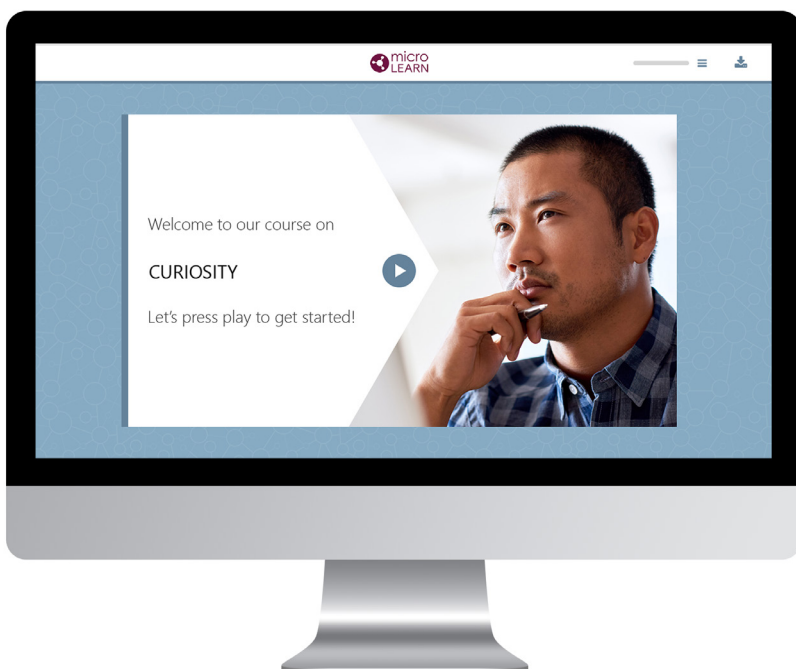 micro
LEARN
Welcome to our course on
CURIOSITY
Let's press play to get started!